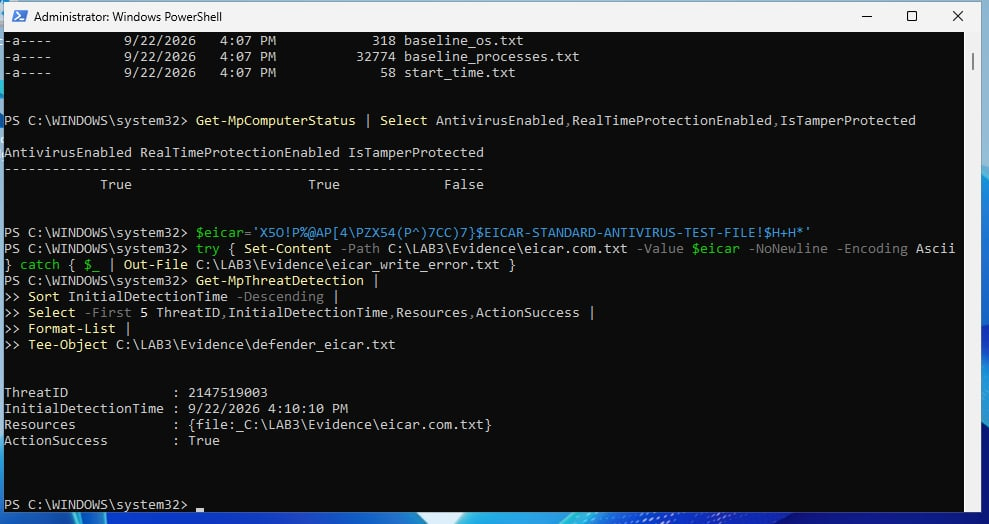 Administrator: Windows PowerShell
-a---- 9/22/2026 4:07 PM 318 baseline_os.txt
-a---- 9/22/2026 4:07 PM 32774 baseline_processes.txt
-a---- 9/22/2026 4:07 PM 58 start_time.txt
PS C:\WINDOWS\system32> Get-MpComputerStatus | Select AntivirusEnabled,RealTimeProtectionEnabled,IsTamperProtected
AntivirusEnabled RealTimeProtectionEnabled IsTamperProtected
---------------- ------------------------- -----------------
True True False
PS C:\WINDOWS\system32> $eicar='X5O!P%@AP[4\PZX54(P^)7CC)7}$EICAR-STANDARD-ANTIVIRUS-TEST-FILE!$H+H*'
PS C:\WINDOWS\system32> try { Set-Content -Path C:\LAB3\Evidence\eicar.com.txt -Value $eicar -NoNewline -Encoding Ascii
} catch { $_ | Out-File C:\LAB3\Evidence\eicar_write_error.txt }
PS C:\WINDOWS\system32> Get-MpThreatDetection |
>> Sort InitialDetectionTime -Descending |
>> Select -First 5 ThreatID,InitialDetectionTime,Resources,ActionSuccess |
>> Format-List |
>> Tee-Object C:\LAB3\Evidence\defender_eicar.txt
ThreatID : 2147519003
InitialDetectionTime : 9/22/2026 4:10:10 PM
Resources : {file:_C:\LAB3\Evidence\eicar.com.txt}
ActionSuccess : True
PS C:\WINDOWS\system32>